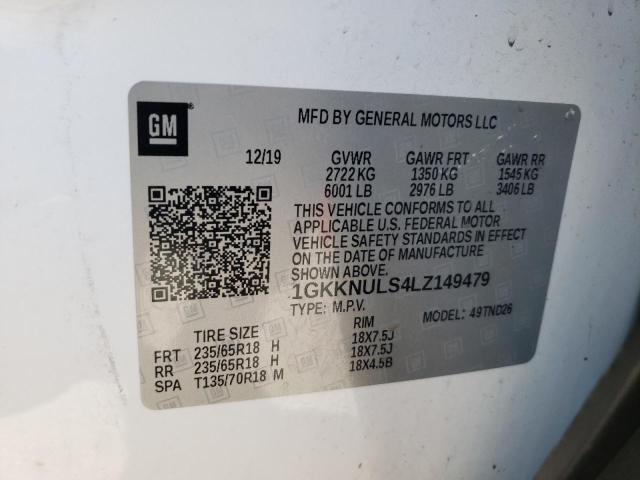 GM ®
MFD BY GENERAL MOTORS LLC
12/19 GVWR GAWR FRT GAWR RR
2722 KG 1350 KG 1545 KG
6001 LB 2976 LB 3406 LB
THIS VEHICLE CONFORMS TO ALL
APPLICABLE U.S. FEDERAL MOTOR
VEHICLE SAFETY STANDARDS IN EFFECT
ON THE DATE OF MANUFACTURE
SHOWN ABOVE.
1GKKNULS4LZ149479
TYPE: M.P.V. MODEL: 49TND26
TIRE SIZE RIM
FRT 235/65R18 H 18X7.5J
RR 235/65R18 H 18X7.5J
SPA T135/70R18 M 18X4.5B